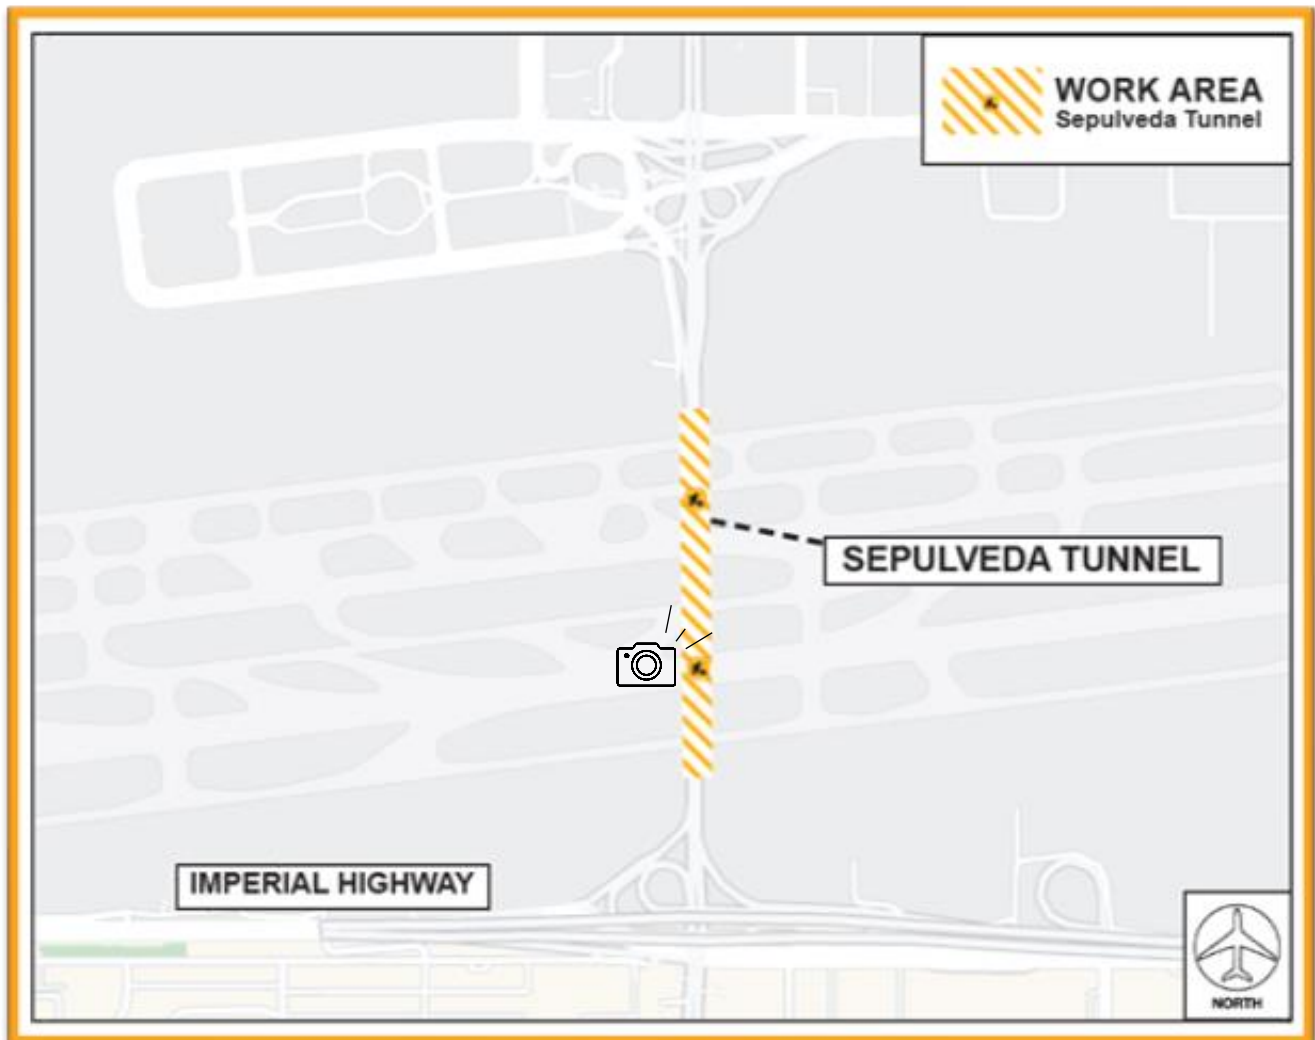 WORK AREA
Sepulveda Tunnel
SEPULVEDA TUNNEL
IMPERIAL HIGHWAY
NORTH